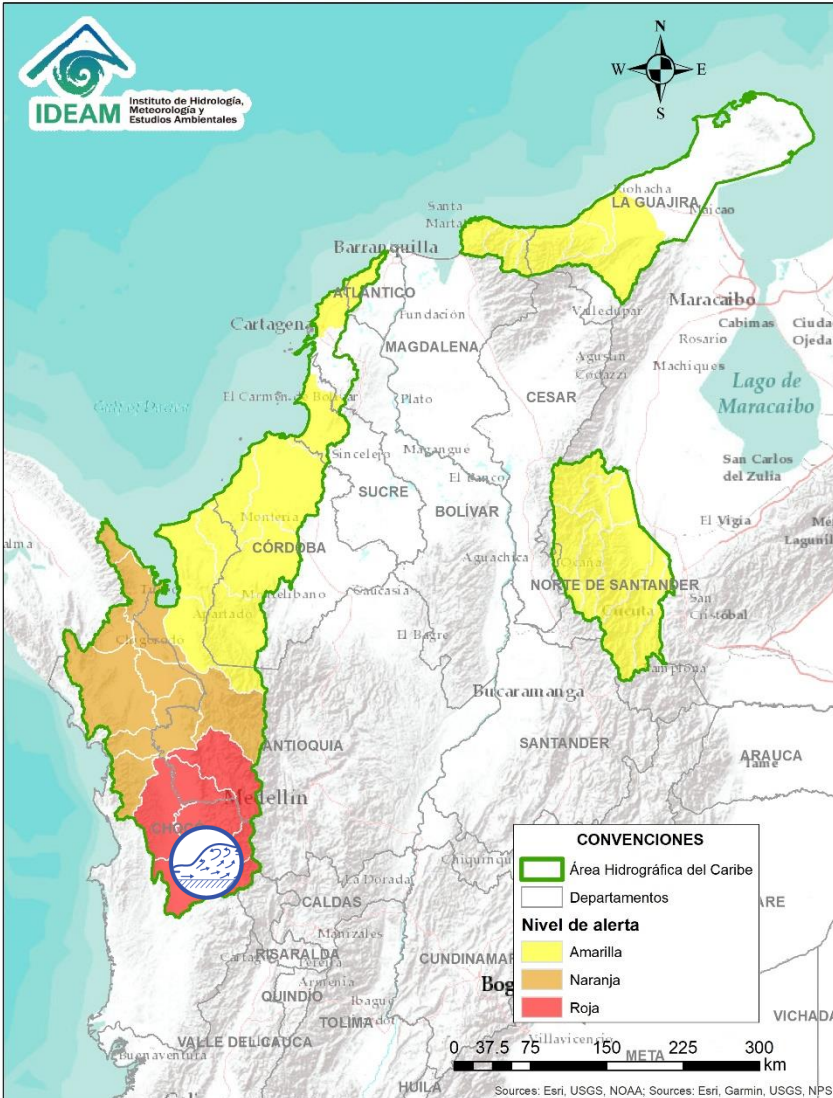 IDEAM
Instituto de Hidrología,
Meteorología y
Estudios Ambientales
N
W
E
S
Riohacha
LA GUAJIRA
Maicao
Santa
Marta
Barranquilla
ATLÁNTICO
Cartagena
Fundación
Valledupar
Maracaibo
Cabimas
Ciudad
Ojeda
Rosario
Machiques
MAGDALENA
Agustín
Codazzi
CESAR
Lago de
Maracaibo
El Carmen de Bolívar
Plato
Sincelejo
Magangue
El Banco
San Carlos
del Zulia
SUCRE
BOLÍVAR
El Vigía
Montería
CÓRDOBA
Aguachica
Ocaña
NORTE DE SANTANDER
Cúcuta
San
Cristóbal
Montelibano
Caucasia
Apartadó
El Bagre
Chigorodo
Pamplona
Bucaramanga
ANTIOQUIA
SANTANDER
ARAUCA
Tame
Medellín
CHOCÓ
La Dorada
CALDAS
Manizales
RISARALDA
Pereira
Armenia
QUINDÍO
Ibagué
TOLIMA
VALLE DEL CAUCA
Buenaventura
HUILA
Villavicencio
META
VICHADA
CONVENCIONES
Área Hidrográfica del Caribe
Departamentos
Nivel de alerta
Amarilla
Naranja
Roja
0 37.5 75 150 225 300
km
Sources: Esri, USGS, NOAA; Sources: Esri, Garmin, USGS, NPS